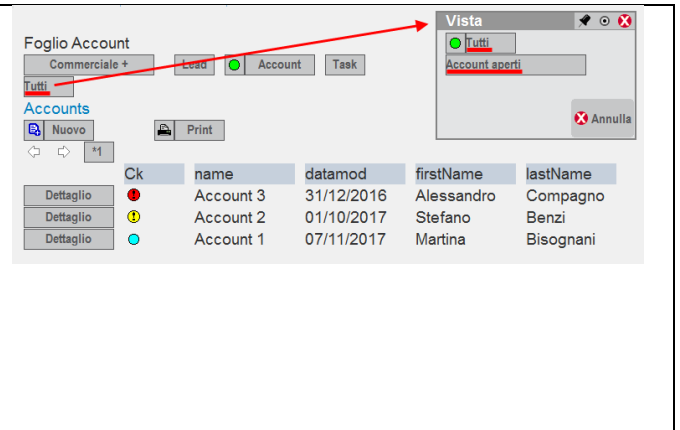 Vista
Tutti
Account aperti
Annulla
Foglio Account
Commerciale + Lead Account Task
Tutti
Accounts
Nuovo Print
*1
Ck name datamod firstName lastName
Dettaglio Account 3 31/12/2016 Alessandro Compagno
Dettaglio Account 2 01/10/2017 Stefano Benzi
Dettaglio Account 1 07/11/2017 Martina Bisognani